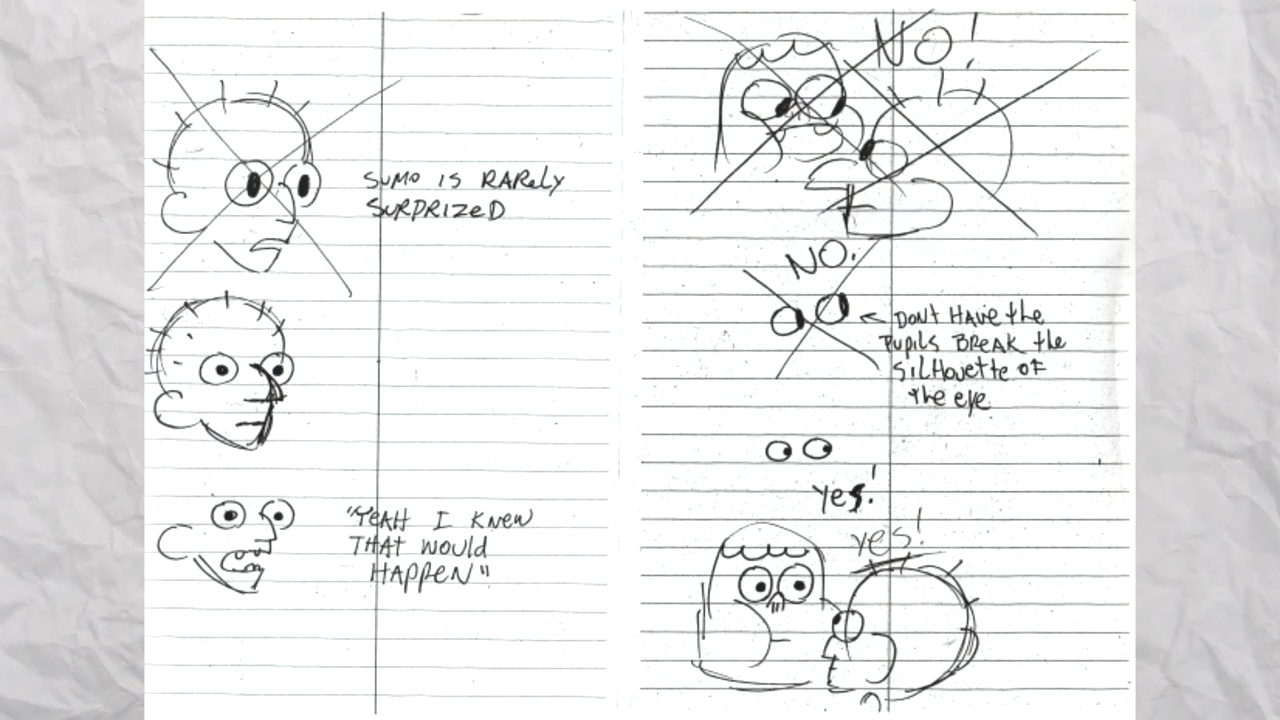 SUMO IS RARely
SURPRIZED
"YEAH I KNEW
THAT WOULD
HAPPEN"
NO!
NO.
← DONT HAVE the
PUPILS BREAK the
SILHOUETTE OF
the eye
yes!
yes!